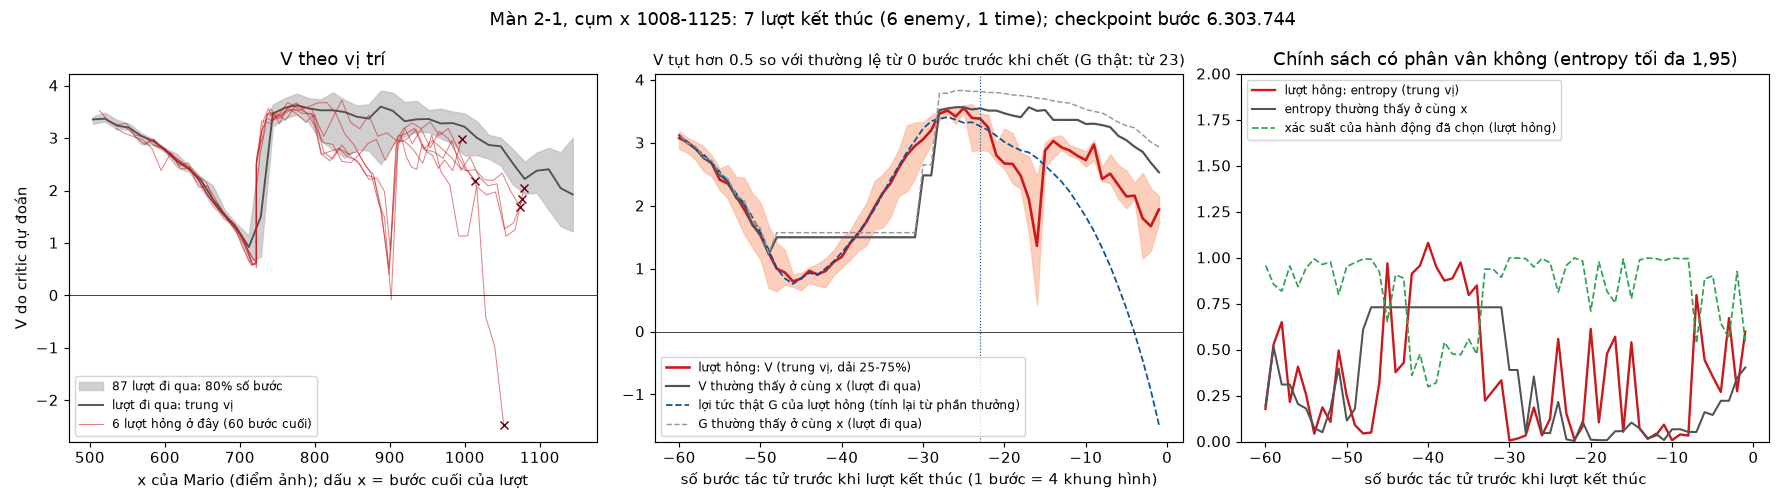 Màn 2-1, cụm x 1008-1125: 7 lượt kết thúc (6 enemy, 1 time); checkpoint bước 6.303.744
V theo vị trí
4
3
2
1
0
−1
−2
V do critic dự đoán
500
600
700
800
900
1000
1100
x của Mario (điểm ảnh); dấu x = bước cuối của lượt
87 lượt đi qua: 80% số bước
lượt đi qua: trung vị
6 lượt hỏng ở đây (60 bước cuối)
V tụt hơn 0.5 so với thường lệ từ 0 bước trước khi chết (G thật: từ 23)
4
3
2
1
0
−1
−60
−50
−40
−30
−20
−10
0
số bước tác tử trước khi lượt kết thúc (1 bước = 4 khung hình)
lượt hỏng: V (trung vị, dải 25-75%)
V thường thấy ở cùng x (lượt đi qua)
lợi tức thật G của lượt hỏng (tính lại từ phần thưởng)
G thường thấy ở cùng x (lượt đi qua)
Chính sách có phân vân không (entropy tối đa 1,95)
2.00
1.75
1.50
1.25
1.00
0.75
0.50
0.25
0.00
−60
−50
−40
−30
−20
−10
0
số bước tác tử trước khi lượt kết thúc
lượt hỏng: entropy (trung vị)
entropy thường thấy ở cùng x
xác suất của hành động đã chọn (lượt hỏng)